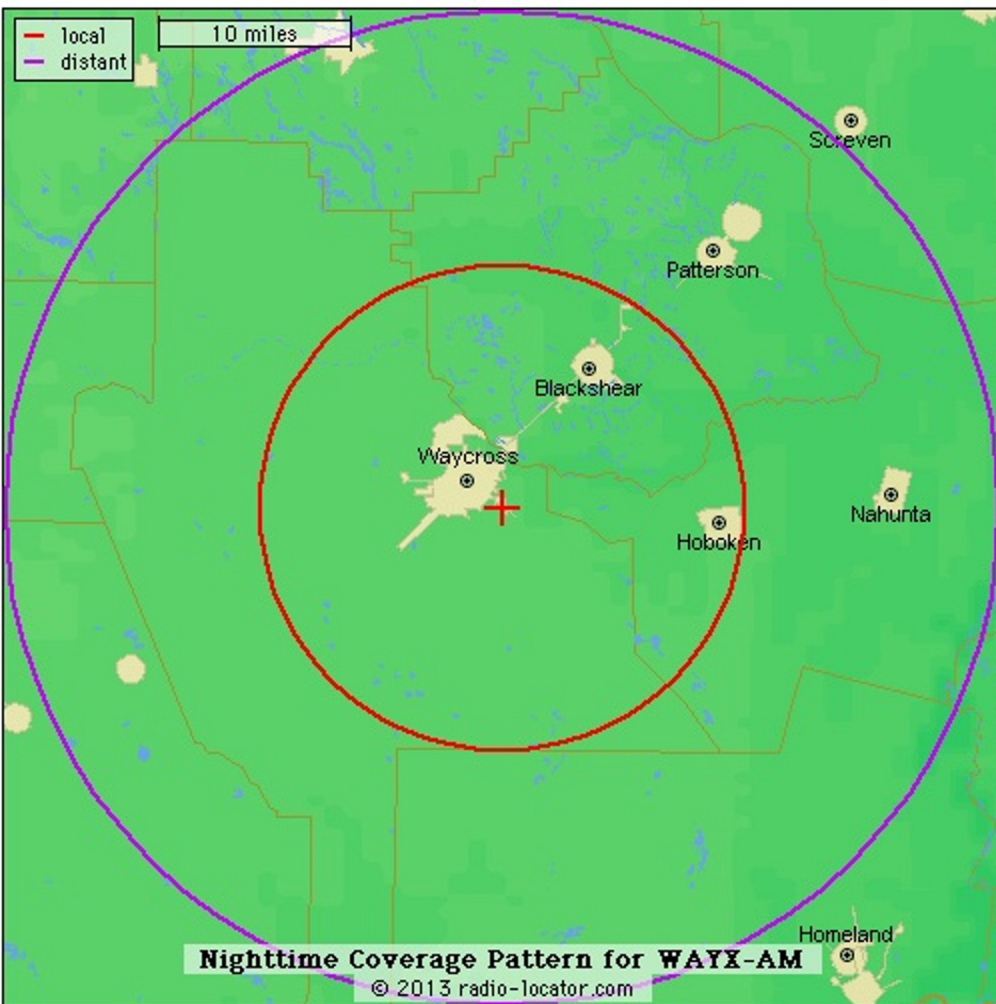 local
distant
10 miles
Screven
Patterson
Blackshear
Waycross
Nahunta
Hoboken
Homeland
Nighttime Coverage Pattern for WAYX-AM
© 2013 radio-locator.com